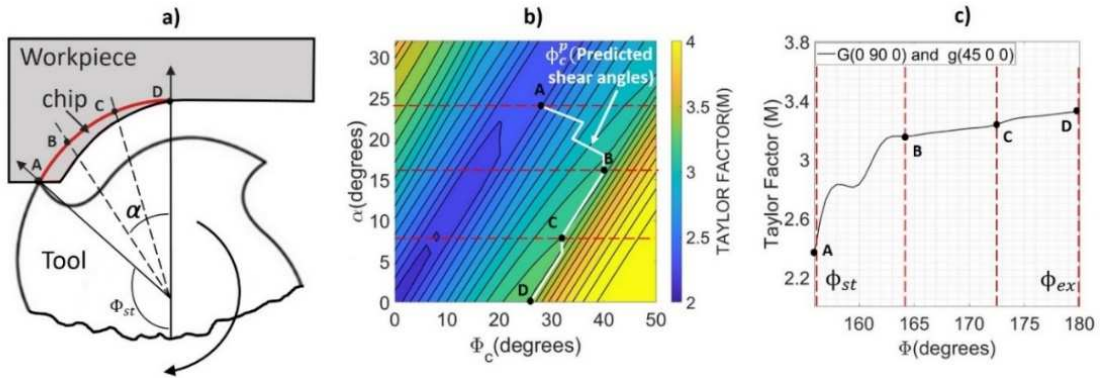 a)
Workpiece
chip
A
B
C
D
α
Tool
Φst
b)
α(degrees)
30
25
20
15
10
5
0
ϕcp(Predicted
shear angles)
A
B
C
D
0 10 20 30 40 50
Φc(degrees)
4
3.5
3
2.5
2
TAYLOR FACTOR(M)
c)
Taylor Factor (M)
3.8
3.4
3
2.6
2.2
G(0 90 0) and g(45 0 0)
A
B
C
D
ϕst
ϕex
160 165 170 175 180
Φ(degrees)